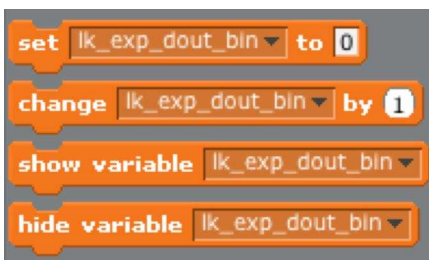 set lk_exp_dout_bin to 0
change lk_exp_dout_bin by 1
show variable lk_exp_dout_bin
hide variable lk_exp_dout_bin